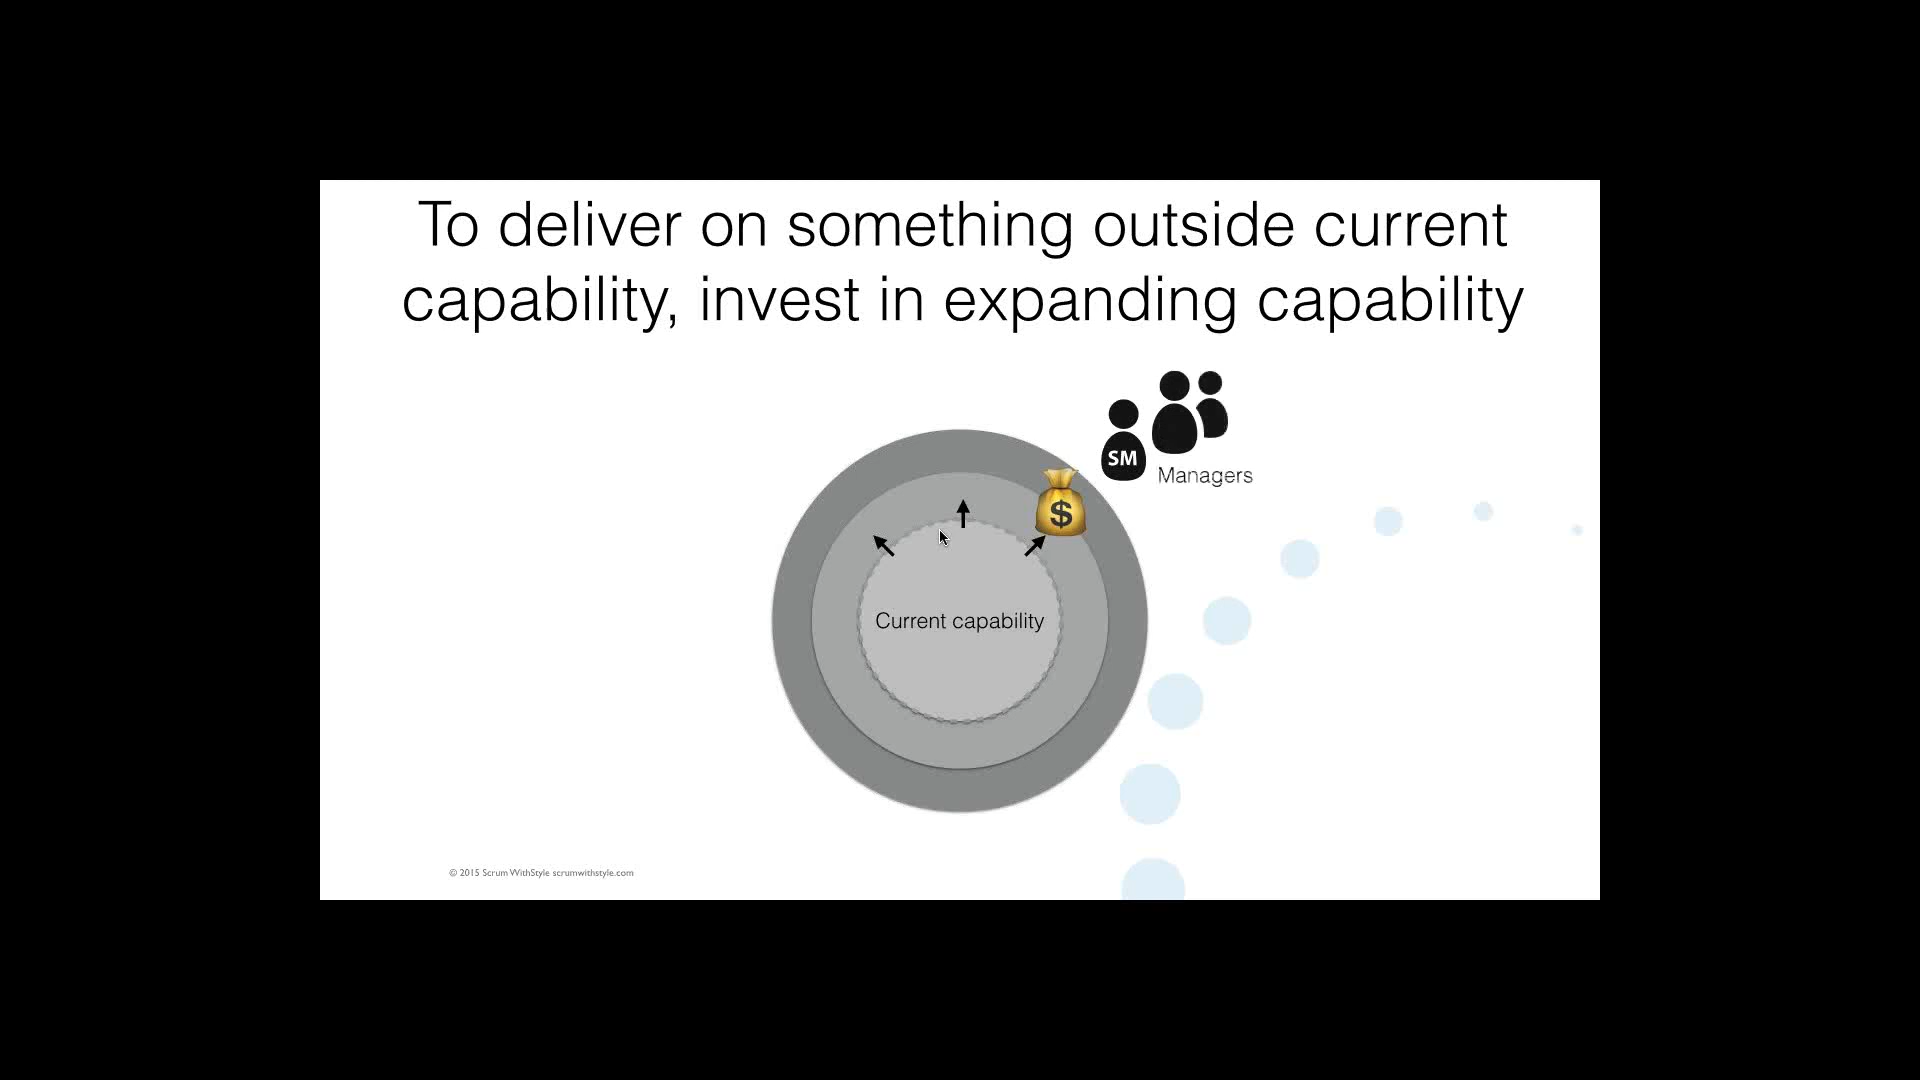 To deliver on something outside current
capability, invest in expanding capability
SM
Managers
$
Current capability
© 2015 Scrum WithStyle scrumwithstyle.com